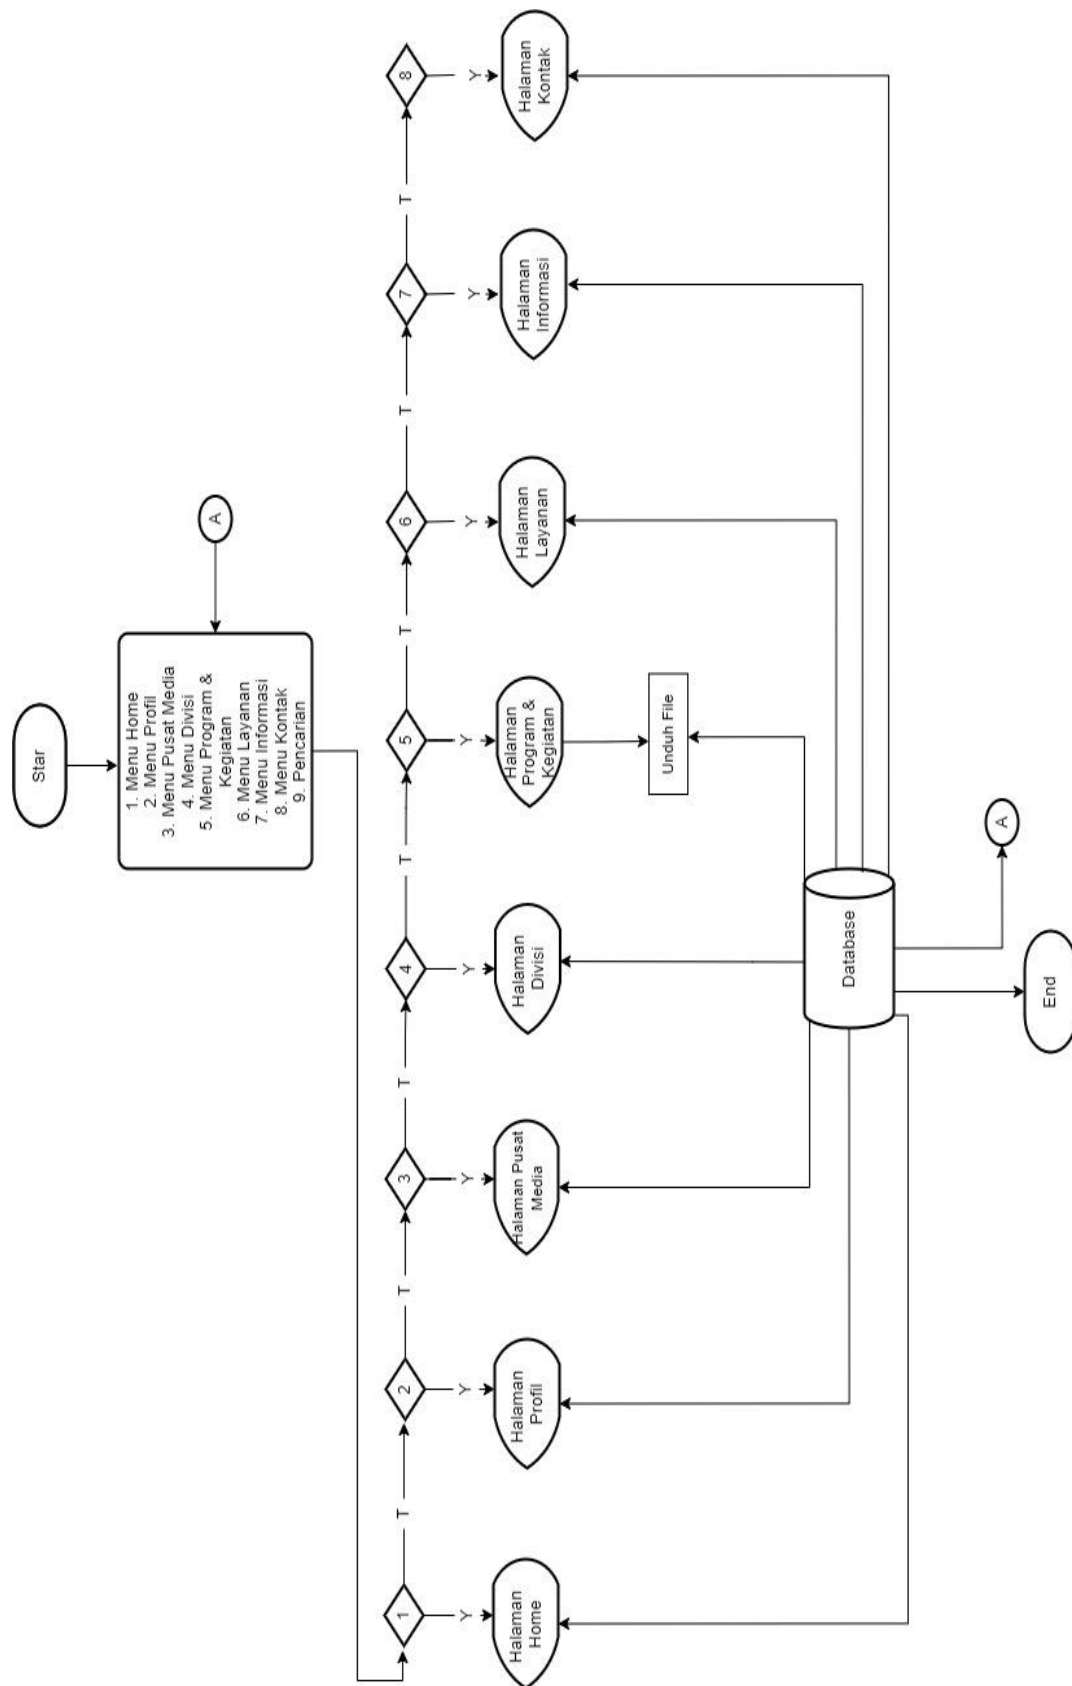 Star
1. Menu Home
2. Menu Profil
3. Menu Pusat Media
4. Menu Divisi
5. Menu Program &
Kegiatan
6. Menu Layanan
7. Menu Informasi
8. Menu Kontak
9. Pencarian
A
1
T
2
T
3
T
4
T
5
T
6
T
7
T
8
Y
Y
Y
Y
Y
Y
Y
Y
Halaman
Home
Halaman
Profil
Halaman Pusat
Media
Halaman
Divisi
Halaman
Program &
Kegiatan
Halaman
Layanan
Halaman
Informasi
Halaman
Kontak
Unduh File
Database
A
End